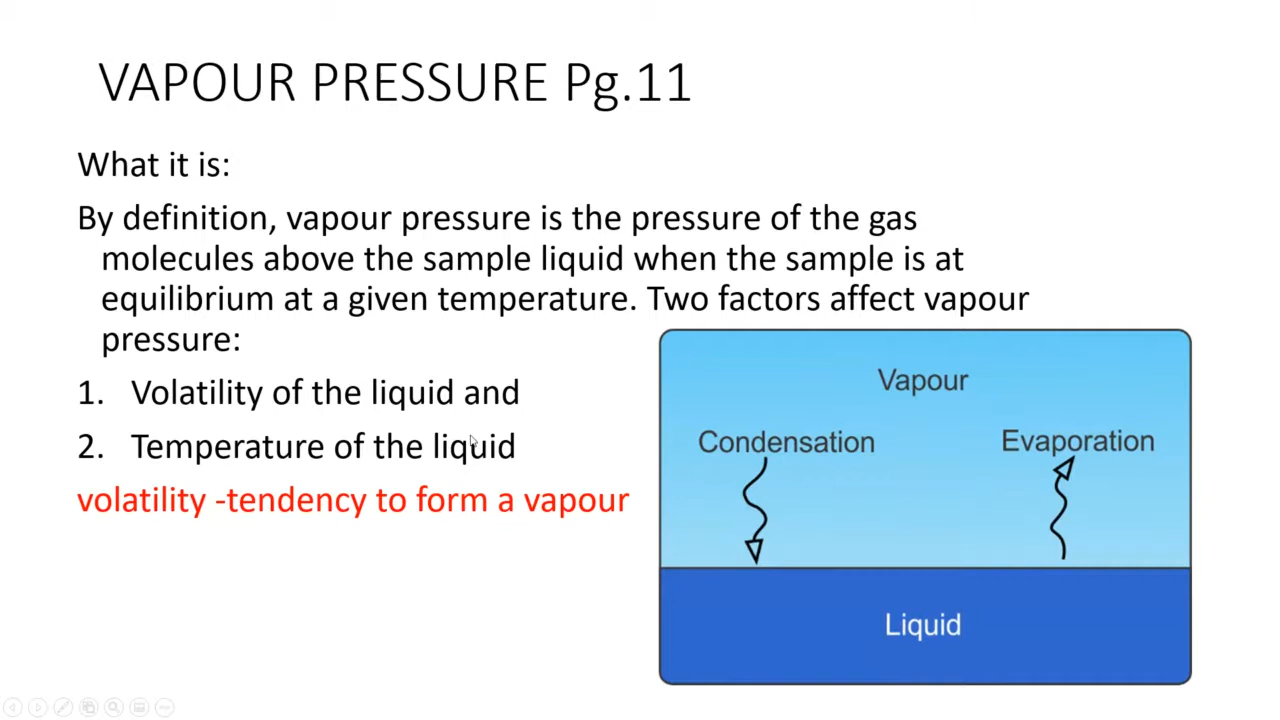 VAPOUR PRESSURE Pg.11
What it is:
By definition, vapour pressure is the pressure of the gas
molecules above the sample liquid when the sample is at
equilibrium at a given temperature. Two factors affect vapour
pressure:
1. Volatility of the liquid and
2. Temperature of the liquid
volatility -tendency to form a vapour
Vapour
Condensation
Evaporation
Liquid